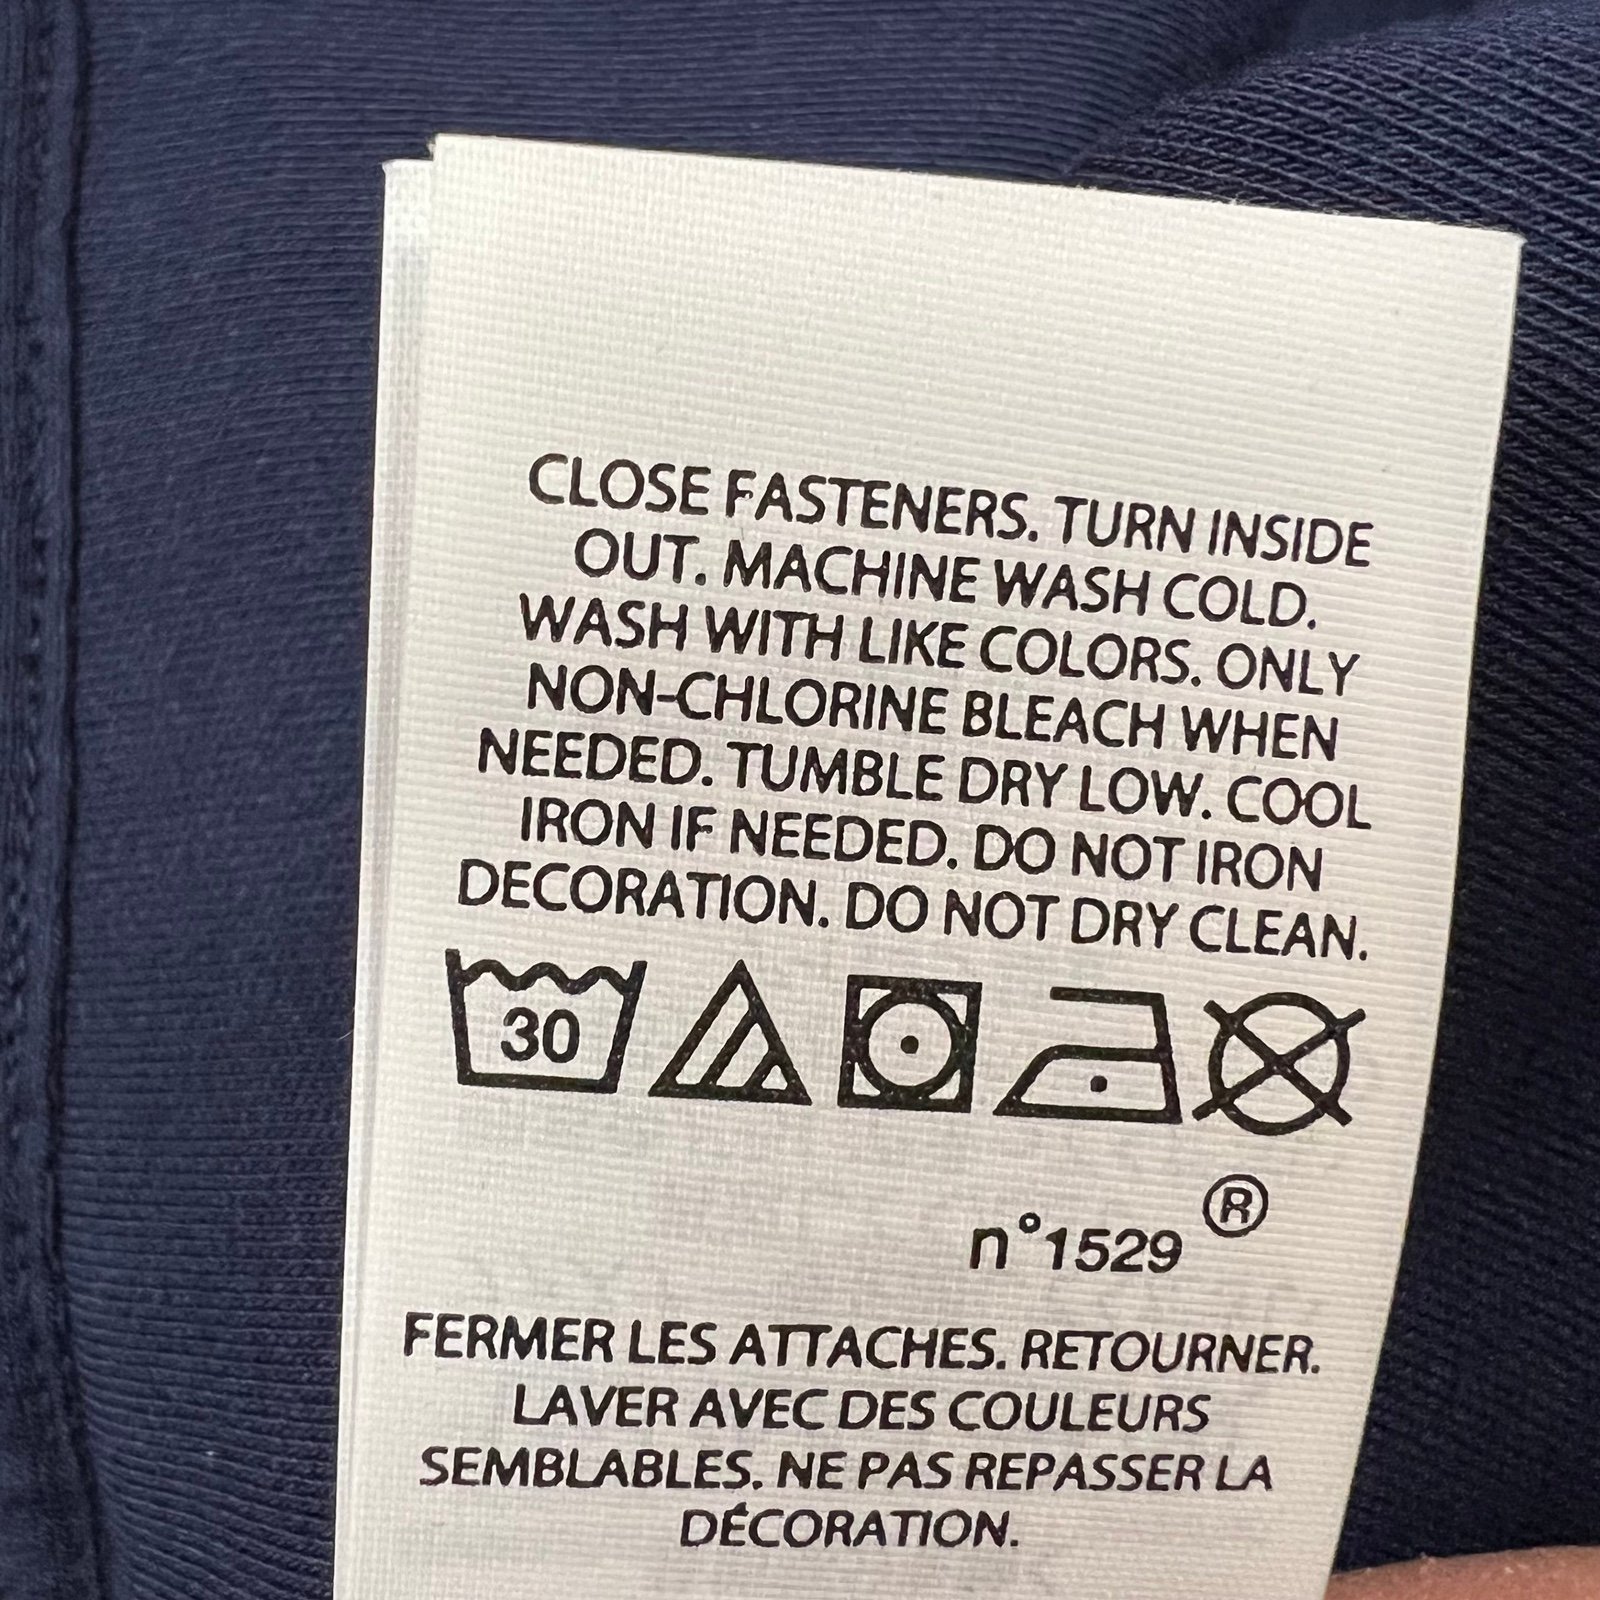 CLOSE FASTENERS. TURN INSIDE
OUT. MACHINE WASH COLD.
WASH WITH LIKE COLORS. ONLY
NON-CHLORINE BLEACH WHEN
NEEDED. TUMBLE DRY LOW. COOL
IRON IF NEEDED. DO NOT IRON
DECORATION. DO NOT DRY CLEAN.
30
n°1529 ®
FERMER LES ATTACHES. RETOURNER.
LAVER AVEC DES COULEURS
SEMBLABLES. NE PAS REPASSER LA
DÉCORATION.